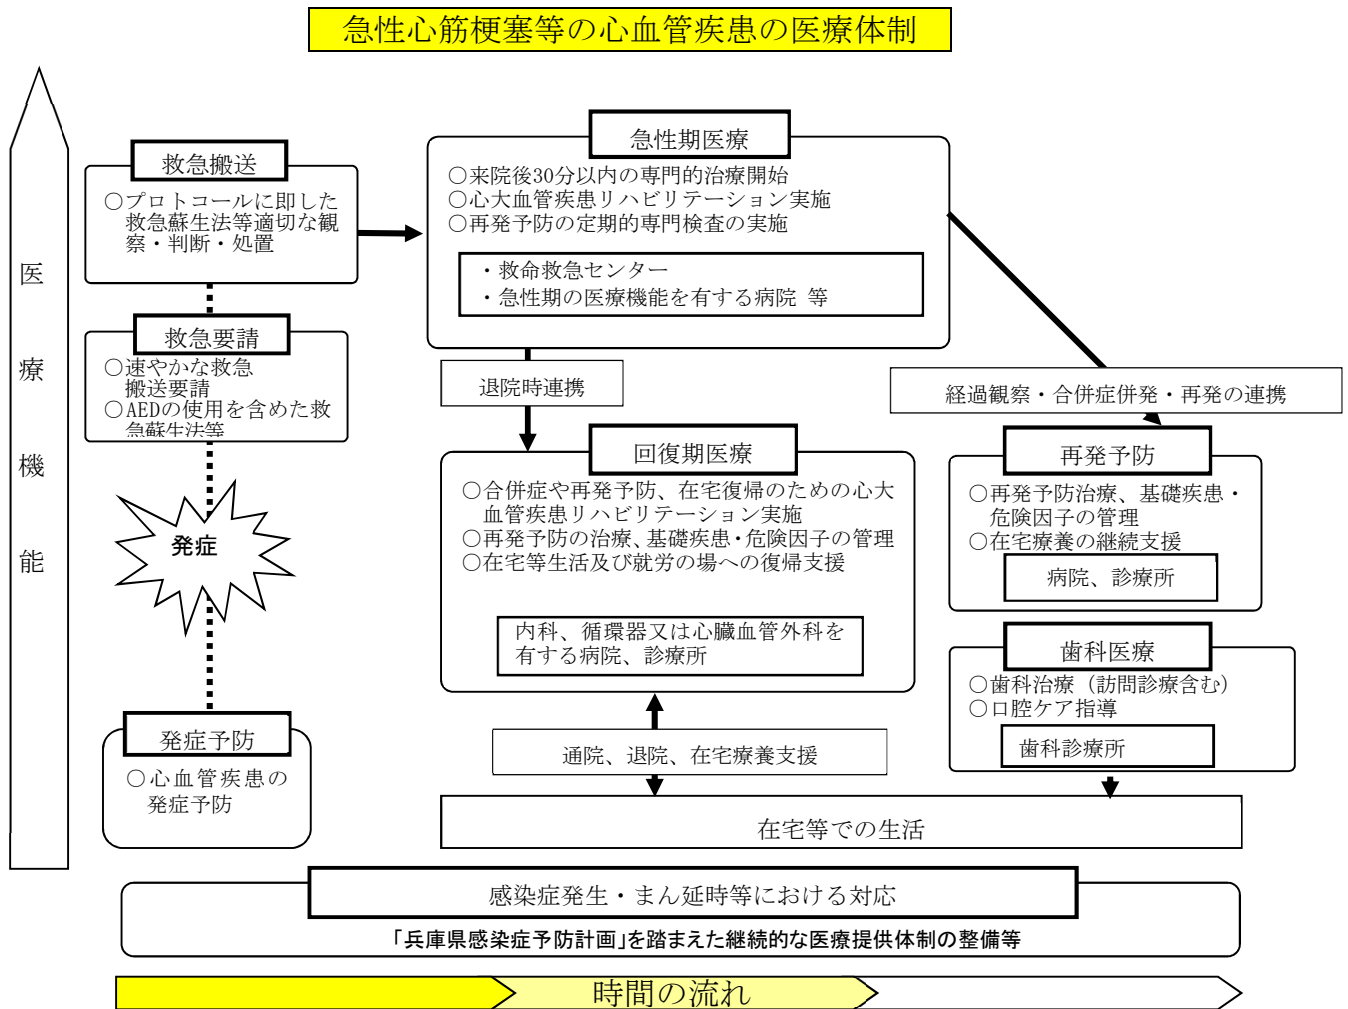 急性心筋梗塞等の心血管疾患の医療体制
医療機能
救急搬送
○プロトコールに即した
救急蘇生法等適切な観
察・判断・処置
救急要請
○速やかな救急
搬送要請
○AEDの使用を含めた救
急蘇生法等
発症
発症予防
○心血管疾患の
発症予防
急性期医療
○来院後30分以内の専門的治療開始
○心大血管疾患リハビリテーション実施
○再発予防の定期的専門検査の実施
・救命救急センター
・急性期の医療機能を有する病院 等
退院時連携
経過観察・合併症併発・再発の連携
回復期医療
○合併症や再発予防、在宅復帰のための心大
血管疾患リハビリテーション実施
○再発予防の治療、基礎疾患・危険因子の管理
○在宅等生活及び就労の場への復帰支援
内科、循環器又は心臓血管外科を
有する病院、診療所
再発予防
○再発予防治療、基礎疾患・
危険因子の管理
○在宅療養の継続支援
病院、診療所
歯科医療
○歯科治療（訪問診療含む）
○口腔ケア指導
歯科診療所
通院、退院、在宅療養支援
在宅等での生活
感染症発生・まん延時等における対応
「兵庫県感染症予防計画」を踏まえた継続的な医療提供体制の整備等
時間の流れ